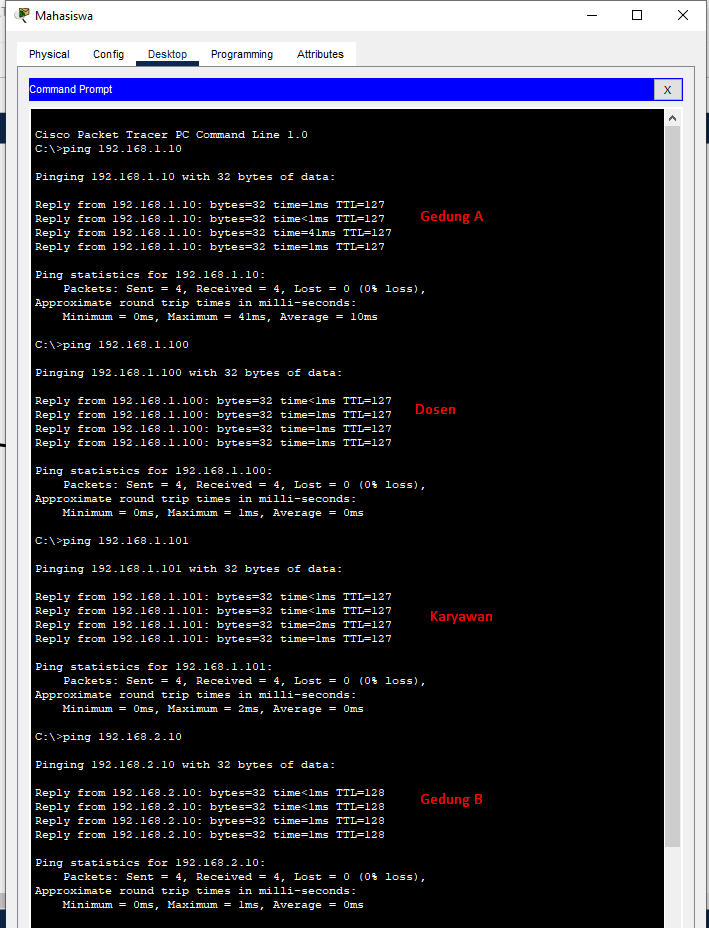 Mahasiswa
Physical Config Desktop Programming Attributes
Command Prompt X
Cisco Packet Tracer PC Command Line 1.0
C:\>ping 192.168.1.10
Pinging 192.168.1.10 with 32 bytes of data:
Reply from 192.168.1.10: bytes=32 time=1ms TTL=127
Reply from 192.168.1.10: bytes=32 time<1ms TTL=127
Gedung A
Reply from 192.168.1.10: bytes=32 time=41ms TTL=127
Reply from 192.168.1.10: bytes=32 time=1ms TTL=127
Ping statistics for 192.168.1.10:
Packets: Sent = 4, Received = 4, Lost = 0 (0% loss),
Approximate round trip times in milli-seconds:
Minimum = 0ms, Maximum = 41ms, Average = 10ms
C:\>ping 192.168.1.100
Pinging 192.168.1.100 with 32 bytes of data:
Reply from 192.168.1.100: bytes=32 time<1ms TTL=127
Dosen
Reply from 192.168.1.100: bytes=32 time=1ms TTL=127
Reply from 192.168.1.100: bytes=32 time=1ms TTL=127
Reply from 192.168.1.100: bytes=32 time=1ms TTL=127
Ping statistics for 192.168.1.100:
Packets: Sent = 4, Received = 4, Lost = 0 (0% loss),
Approximate round trip times in milli-seconds:
Minimum = 0ms, Maximum = 1ms, Average = 0ms
C:\>ping 192.168.1.101
Pinging 192.168.1.101 with 32 bytes of data:
Reply from 192.168.1.101: bytes=32 time<1ms TTL=127
Reply from 192.168.1.101: bytes=32 time<1ms TTL=127
Karyawan
Reply from 192.168.1.101: bytes=32 time=2ms TTL=127
Reply from 192.168.1.101: bytes=32 time=1ms TTL=127
Ping statistics for 192.168.1.101:
Packets: Sent = 4, Received = 4, Lost = 0 (0% loss),
Approximate round trip times in milli-seconds:
Minimum = 0ms, Maximum = 2ms, Average = 0ms
C:\>ping 192.168.2.10
Pinging 192.168.2.10 with 32 bytes of data:
Reply from 192.168.2.10: bytes=32 time<1ms TTL=128
Gedung B
Reply from 192.168.2.10: bytes=32 time<1ms TTL=128
Reply from 192.168.2.10: bytes=32 time=1ms TTL=128
Reply from 192.168.2.10: bytes=32 time=1ms TTL=128
Ping statistics for 192.168.2.10:
Packets: Sent = 4, Received = 4, Lost = 0 (0% loss),
Approximate round trip times in milli-seconds:
Minimum = 0ms, Maximum = 1ms, Average = 0ms